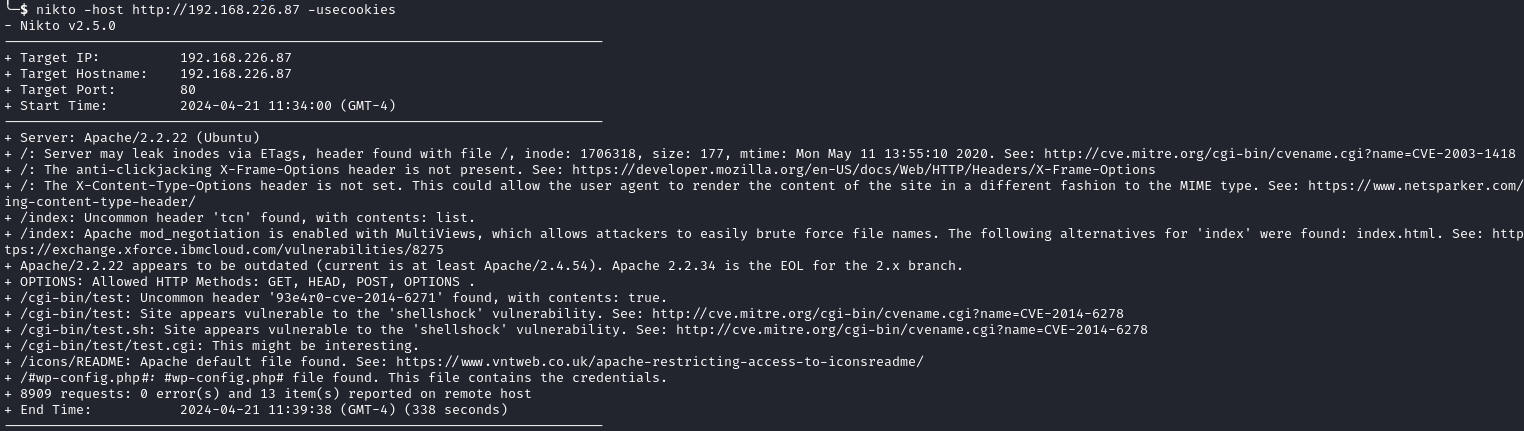 └─$ nikto -host http://192.168.226.87 -usecookies
- Nikto v2.5.0
---------------------------------------------------------------------------
+ Target IP:          192.168.226.87
+ Target Hostname:    192.168.226.87
+ Target Port:        80
+ Start Time:         2024-04-21 11:34:00 (GMT-4)
---------------------------------------------------------------------------
+ Server: Apache/2.2.22 (Ubuntu)
+ /: Server may leak inodes via ETags, header found with file /, inode: 1706318, size: 177, mtime: Mon May 11 13:55:10 2020. See: http://cve.mitre.org/cgi-bin/cvename.cgi?name=CVE-2003-1418
+ /: The anti-clickjacking X-Frame-Options header is not present. See: https://developer.mozilla.org/en-US/docs/Web/HTTP/Headers/X-Frame-Options
+ /: The X-Content-Type-Options header is not set. This could allow the user agent to render the content of the site in a different fashion to the MIME type. See: https://www.netsparker.com/
ing-content-type-header/
+ /index: Uncommon header 'tcn' found, with contents: list.
+ /index: Apache mod_negotiation is enabled with MultiViews, which allows attackers to easily brute force file names. The following alternatives for 'index' were found: index.html. See: http
tps://exchange.xforce.ibmcloud.com/vulnerabilities/8275
+ Apache/2.2.22 appears to be outdated (current is at least Apache/2.4.54). Apache 2.2.34 is the EOL for the 2.x branch.
+ OPTIONS: Allowed HTTP Methods: GET, HEAD, POST, OPTIONS .
+ /cgi-bin/test: Uncommon header '93e4r0-cve-2014-6271' found, with contents: true.
+ /cgi-bin/test: Site appears vulnerable to the 'shellshock' vulnerability. See: http://cve.mitre.org/cgi-bin/cvename.cgi?name=CVE-2014-6278
+ /cgi-bin/test.sh: Site appears vulnerable to the 'shellshock' vulnerability. See: http://cve.mitre.org/cgi-bin/cvename.cgi?name=CVE-2014-6278
+ /cgi-bin/test/test.cgi: This might be interesting.
+ /icons/README: Apache default file found. See: https://www.vntweb.co.uk/apache-restricting-access-to-iconsreadme/
+ /#wp-config.php#: #wp-config.php# file found. This file contains the credentials.
+ 8909 requests: 0 error(s) and 13 item(s) reported on remote host
+ End Time:           2024-04-21 11:39:38 (GMT-4) (338 seconds)
---------------------------------------------------------------------------